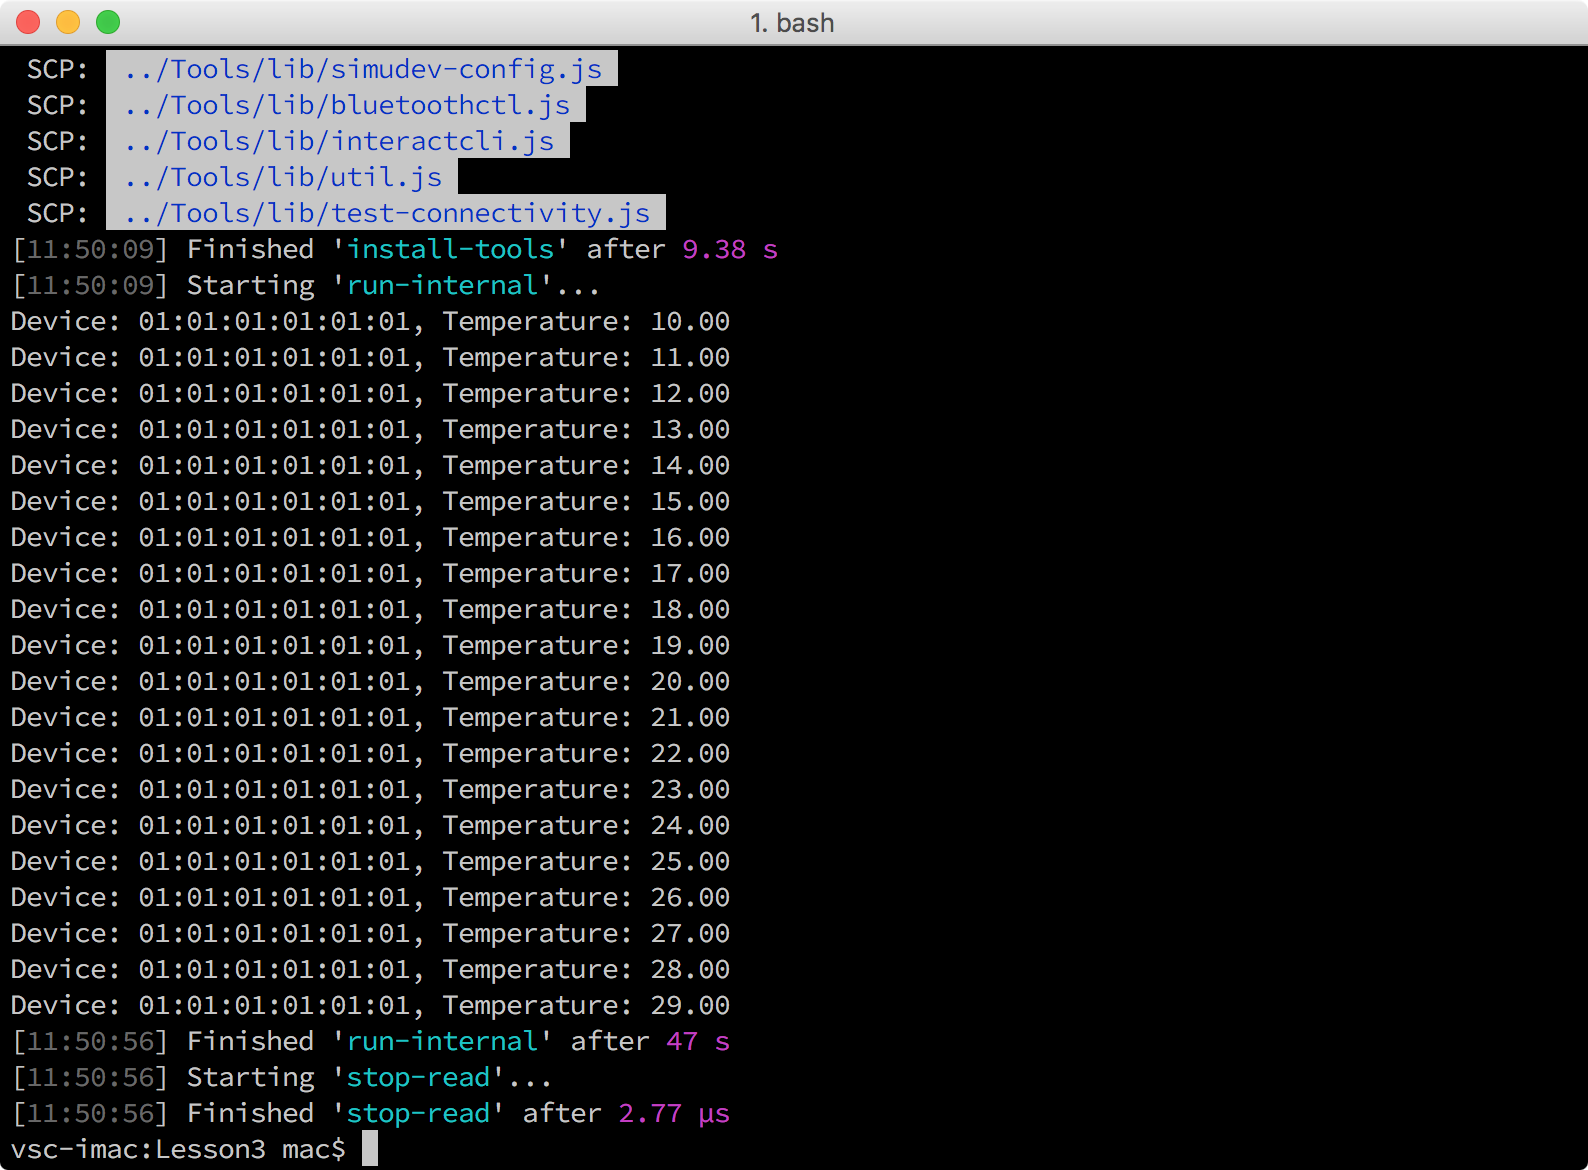 1. bash
SCP: ../Tools/lib/simudev-config.js
SCP: ../Tools/lib/bluetoothctl.js
SCP: ../Tools/lib/interactcli.js
SCP: ../Tools/lib/util.js
SCP: ../Tools/lib/test-connectivity.js
[11:50:09] Finished 'install-tools' after 9.38 s
[11:50:09] Starting 'run-internal'...
Device: 01:01:01:01:01:01, Temperature: 10.00
Device: 01:01:01:01:01:01, Temperature: 11.00
Device: 01:01:01:01:01:01, Temperature: 12.00
Device: 01:01:01:01:01:01, Temperature: 13.00
Device: 01:01:01:01:01:01, Temperature: 14.00
Device: 01:01:01:01:01:01, Temperature: 15.00
Device: 01:01:01:01:01:01, Temperature: 16.00
Device: 01:01:01:01:01:01, Temperature: 17.00
Device: 01:01:01:01:01:01, Temperature: 18.00
Device: 01:01:01:01:01:01, Temperature: 19.00
Device: 01:01:01:01:01:01, Temperature: 20.00
Device: 01:01:01:01:01:01, Temperature: 21.00
Device: 01:01:01:01:01:01, Temperature: 22.00
Device: 01:01:01:01:01:01, Temperature: 23.00
Device: 01:01:01:01:01:01, Temperature: 24.00
Device: 01:01:01:01:01:01, Temperature: 25.00
Device: 01:01:01:01:01:01, Temperature: 26.00
Device: 01:01:01:01:01:01, Temperature: 27.00
Device: 01:01:01:01:01:01, Temperature: 28.00
Device: 01:01:01:01:01:01, Temperature: 29.00
[11:50:56] Finished 'run-internal' after 47 s
[11:50:56] Starting 'stop-read'...
[11:50:56] Finished 'stop-read' after 2.77 μs
vsc-imac:Lesson3 mac$